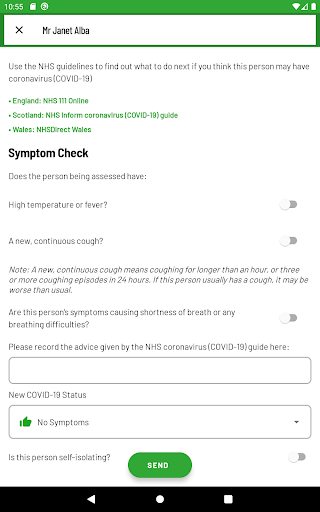 10:55
Mr Janet Alba
Use the NHS guidelines to find out what to do next if you think this person may have
coronavirus (COVID-19)
• England: NHS 111 Online
• Scotland: NHS Inform coronavirus (COVID-19) guide
• Wales: NHSDirect Wales
Symptom Check
Does the person being assessed have:
High temperature or fever?
A new, continuous cough?
Note: A new, continuous cough means coughing for longer than an hour, or three
or more coughing episodes in 24 hours. If this person usually has a cough, it may be
worse than usual.
Are this person's symptoms causing shortness of breath or any
breathing difficulties?
Please record the advice given by the NHS coronavirus (COVID-19) guide here:
New COVID-19 Status
No Symptoms
Is this person self-isolating?
SEND